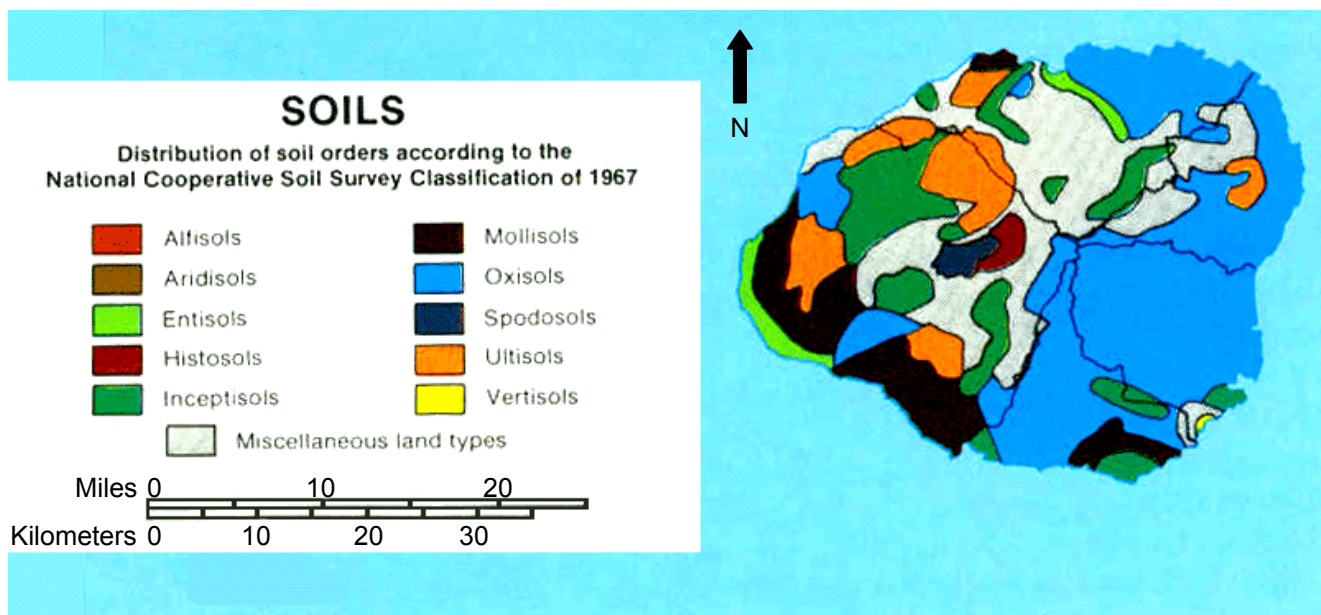 SOILS
Distribution of soil orders according to the
National Cooperative Soil Survey Classification of 1967
Alfisols
Aridisols
Entisols
Histosols
Inceptisols
Mollisols
Oxisols
Spodosols
Ultisols
Vertisols
Miscellaneous land types
Miles 0 10 20
Kilometers 0 10 20 30
N